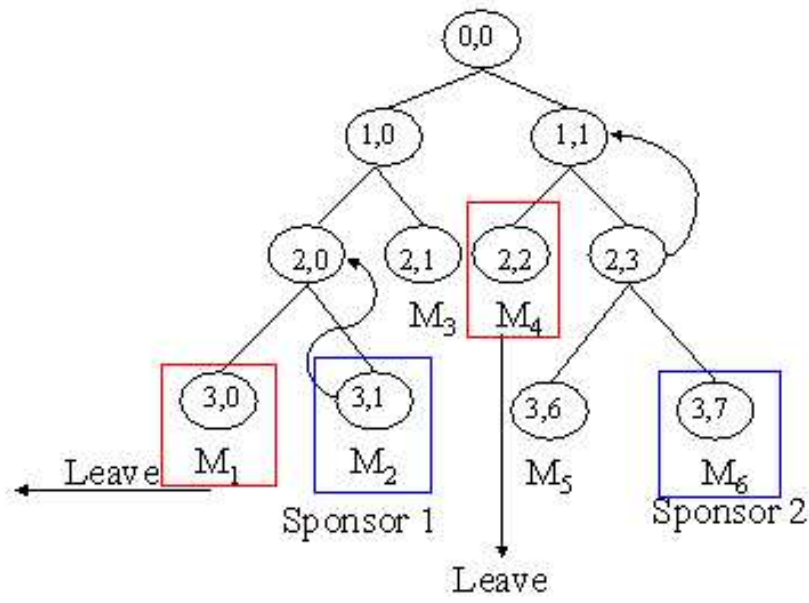 0,0
1,0
1,1
2,0
2,1
2,2
2,3
M3
M4
3,0
3,1
3,6
3,7
M1
M2
M5
M6
Leave
Sponsor 1
Sponsor 2
Leave